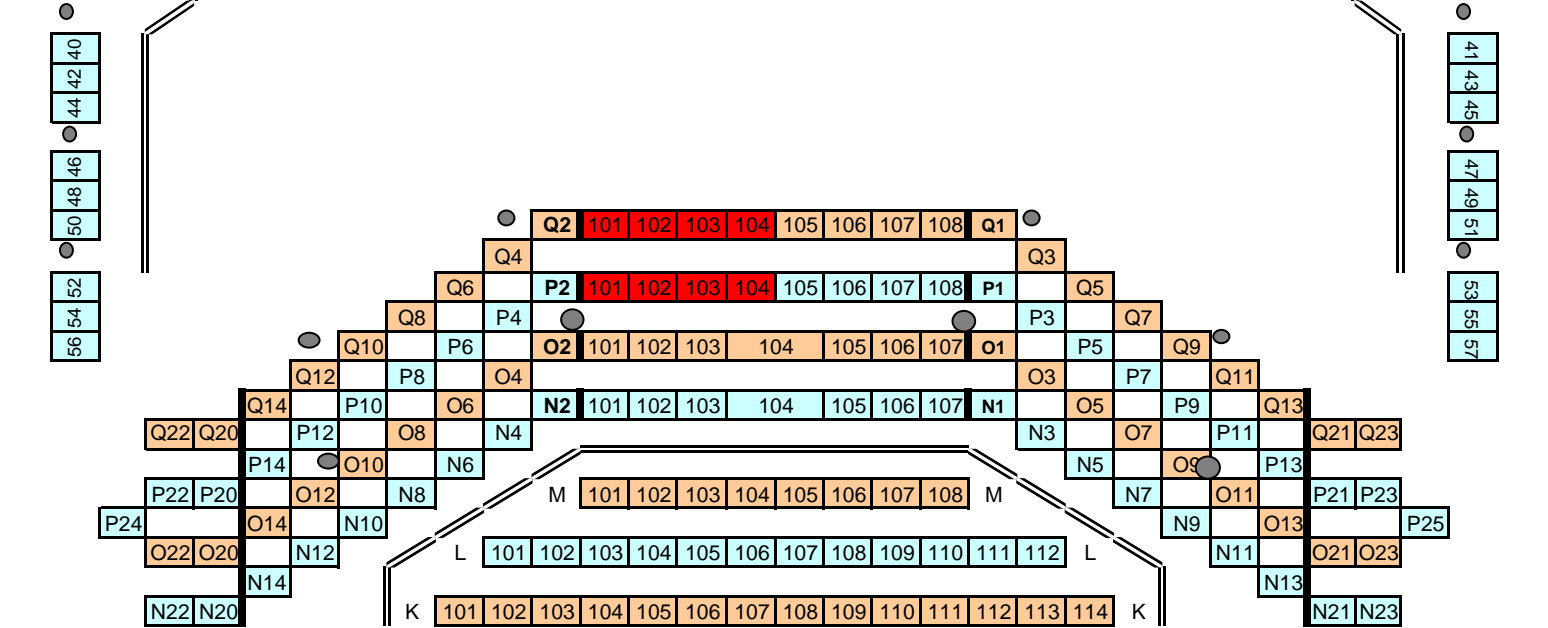 40 41
42 43
44 45
46 47
48 49
50 Q2 101 102 103 104 105 106 107 108 Q1 51
Q4 Q3
52 Q6 P2 101 102 103 104 105 106 107 108 P1 Q5 53
54 Q8 P4 P3 Q7 55
56 Q10 P6 O2 101 102 103 104 105 106 107 O1 P5 Q9 57
Q12 P8 O4 O3 P7 Q11
Q14 P10 O6 N2 101 102 103 104 105 106 107 N1 O5 P9 Q13
Q22 Q20 P12 O8 N4 N3 O7 P11 Q21 Q23
P14 O10 N6 N5 O9 P13
P22 P20 O12 N8 M 101 102 103 104 105 106 107 108 M N7 O11 P21 P23
P24 O14 N10 N9 O13 P25
O22 O20 N12 L 101 102 103 104 105 106 107 108 109 110 111 112 L N11 O21 O23
N14 N13
N22 N20 K 101 102 103 104 105 106 107 108 109 110 111 112 113 114 K N21 N23